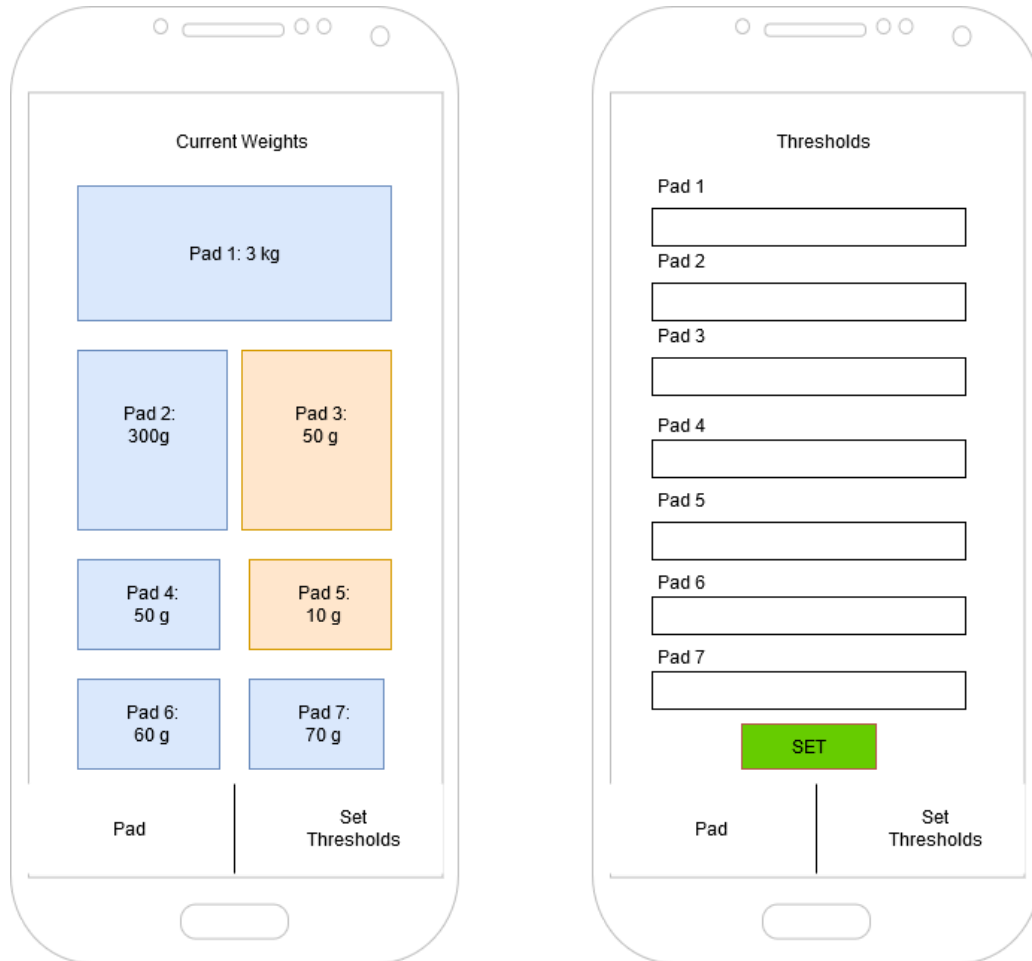 Current Weights
Pad 1: 3 kg
Pad 2:
300g
Pad 3:
50 g
Pad 4:
50 g
Pad 5:
10 g
Pad 6:
60 g
Pad 7:
70 g
Pad
Set
Thresholds
Thresholds
Pad 1
Pad 2
Pad 3
Pad 4
Pad 5
Pad 6
Pad 7
SET
Pad
Set
Thresholds